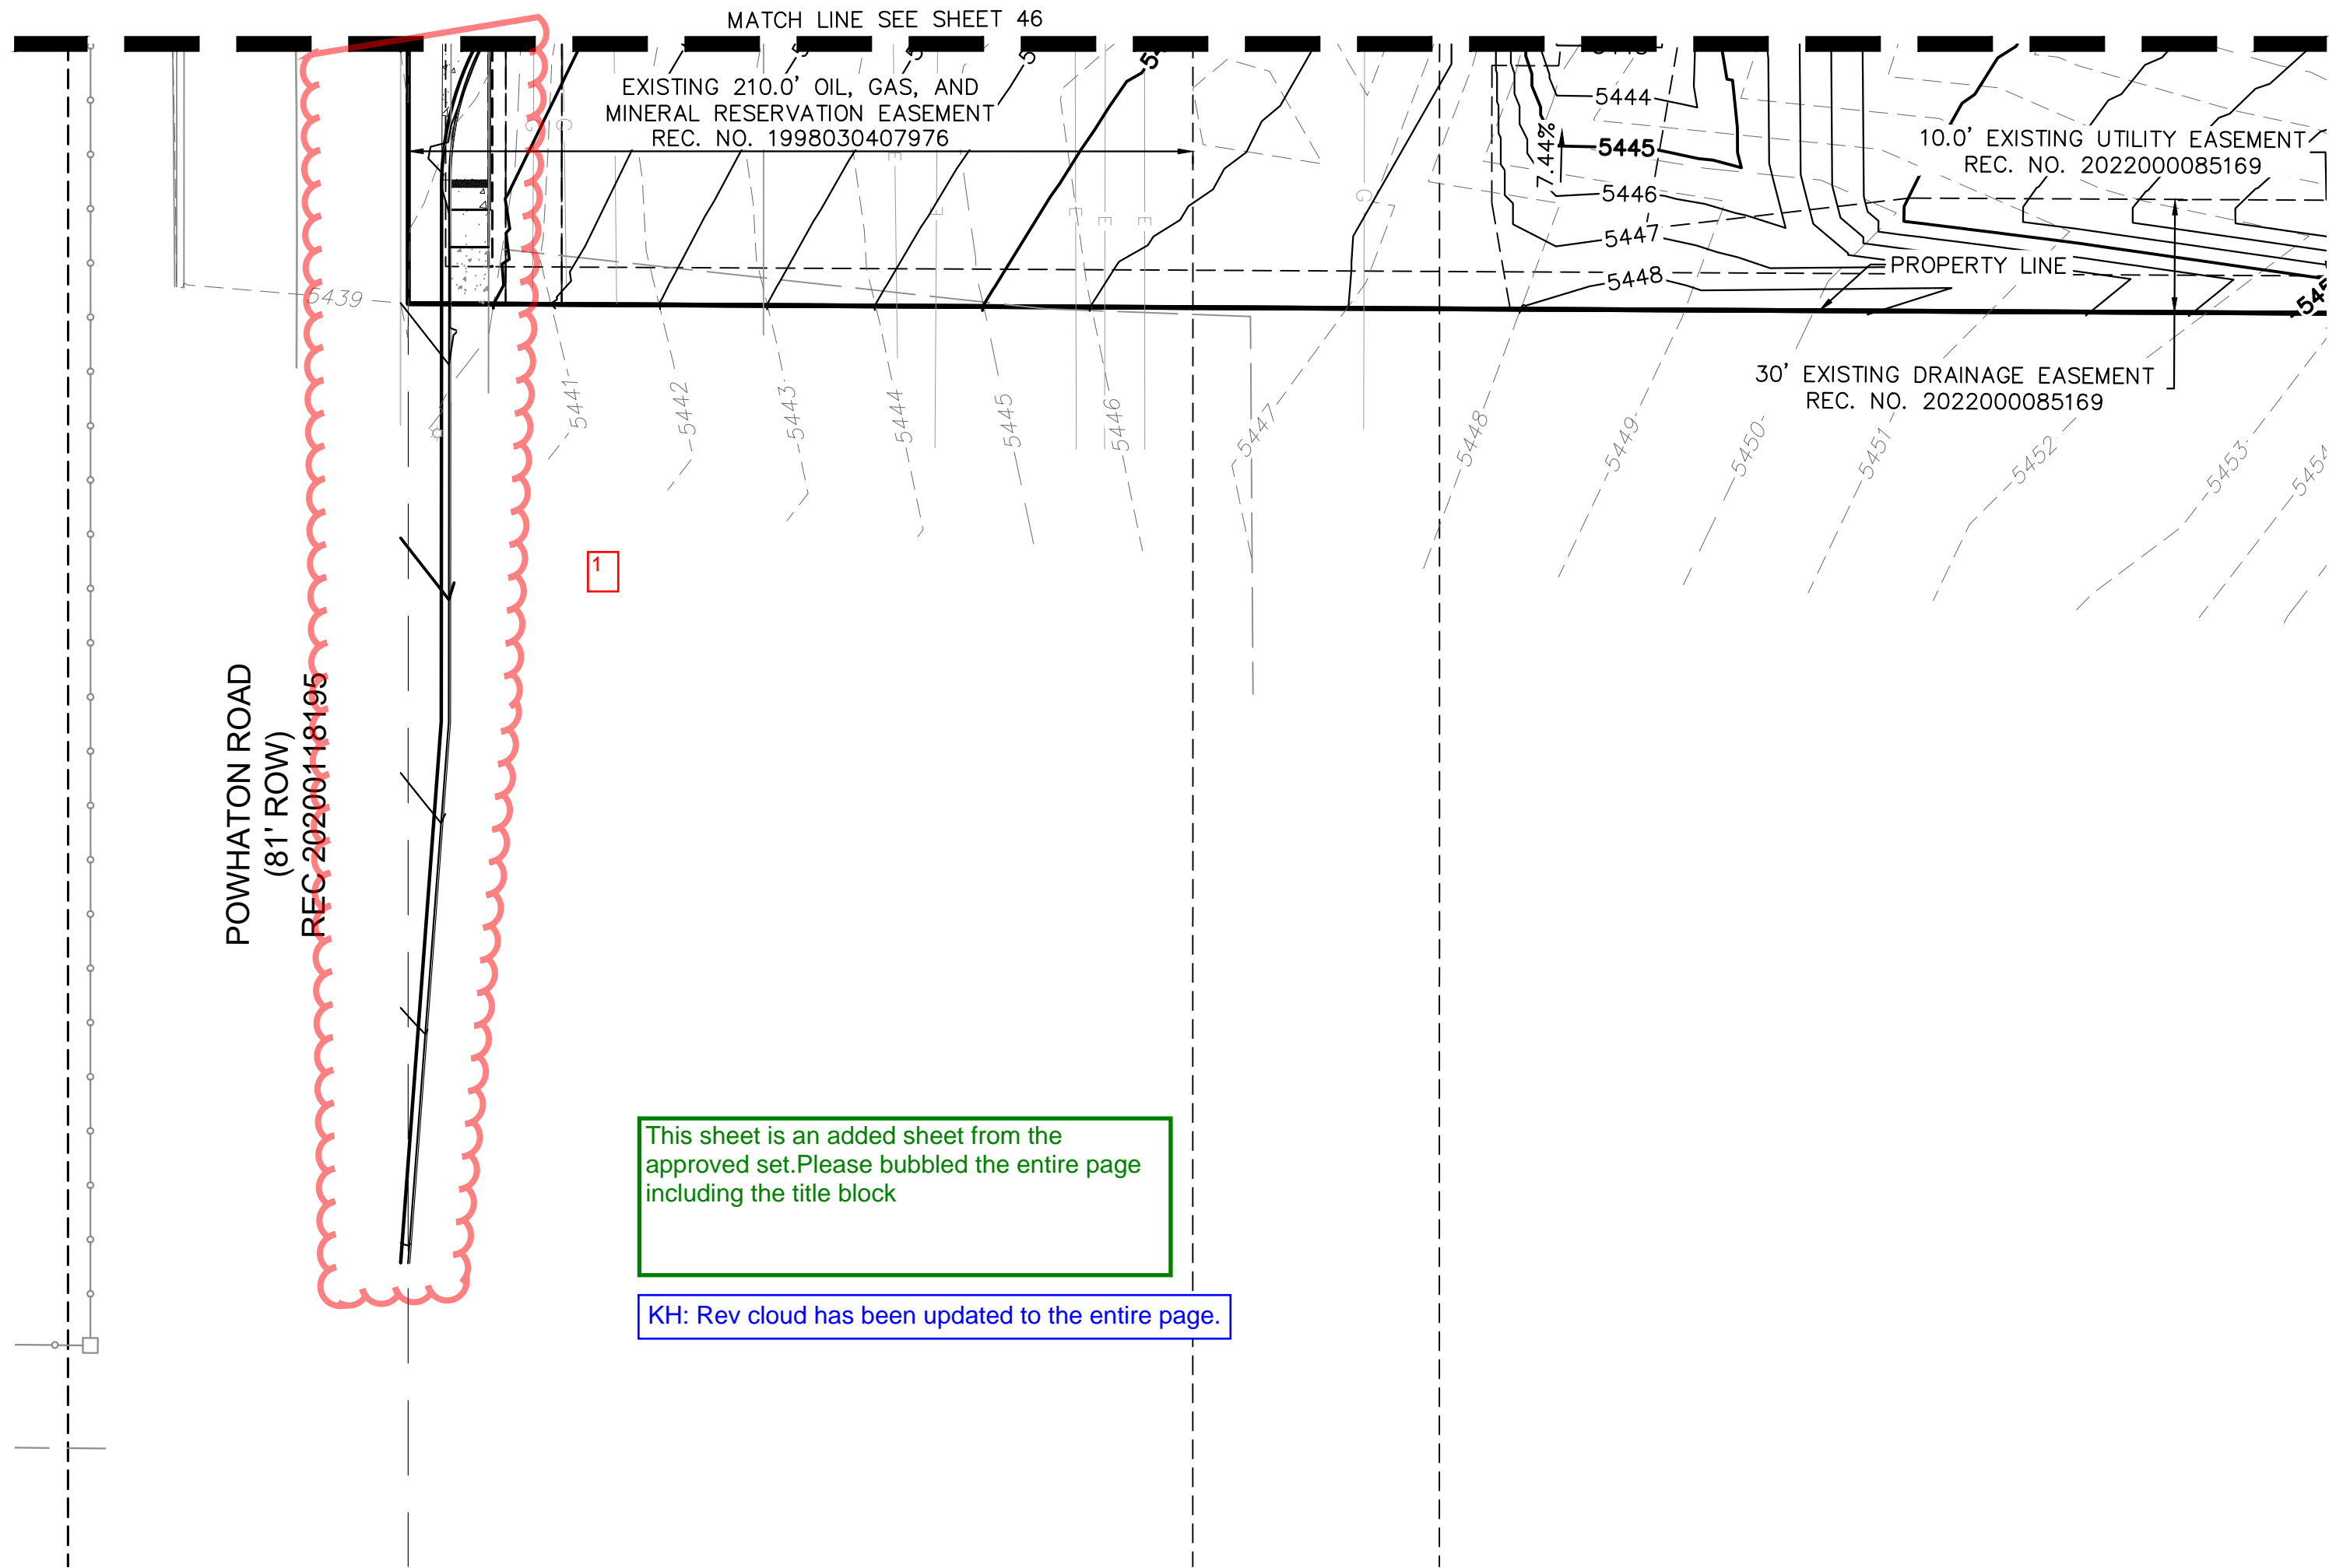 MATCH LINE SEE SHEET 46
EXISTING 210.0' OIL, GAS, AND
MINERAL RESERVATION EASEMENT
REC. NO. 1998030407976
5444
5445
5446
5447
5448
7.44%
10.0' EXISTING UTILITY EASEMENT
REC. NO. 2022000085169
PROPERTY LINE
30' EXISTING DRAINAGE EASEMENT
REC. NO. 2022000085169
5439
5441
5442
5443
5444
5445
5446
5447
5448
5449
5450
5451
5452
5453
5454
1
POWHATON ROAD
(81' ROW)
REC 2020011 8195
This sheet is an added sheet from the
approved set.Please bubbled the entire page
including the title block
KH: Rev cloud has been updated to the entire page.